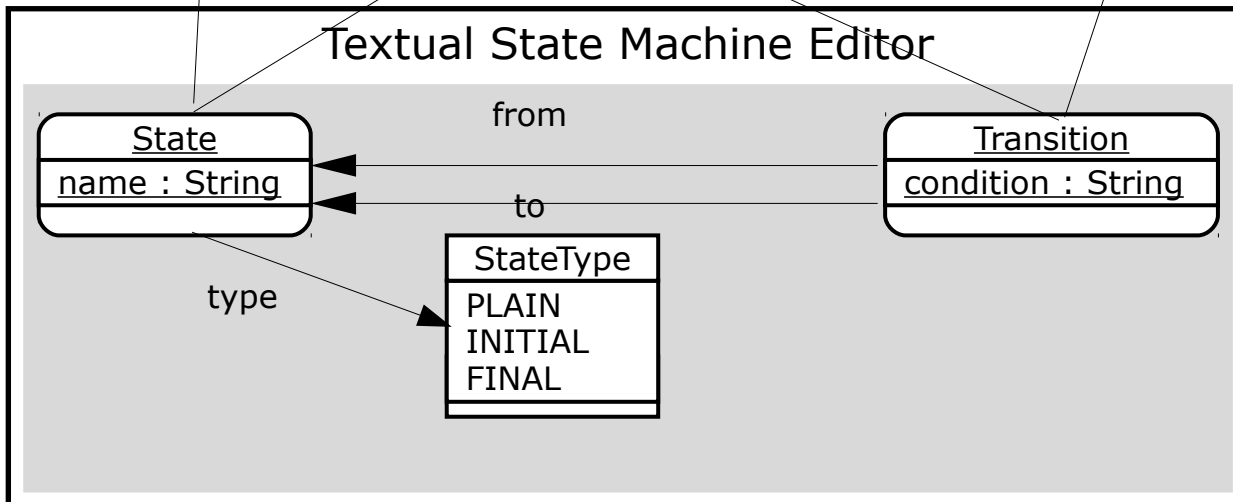 Textual State Machine Editor
from
State
Transition
name : String
condition : String
to
StateType
type
PLAIN
INITIAL
FINAL